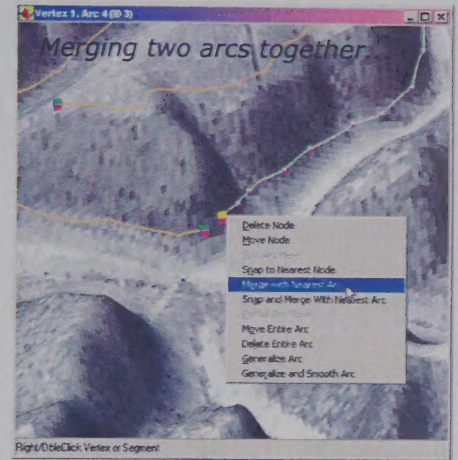 Vertex 1, Arc 4 (ID 3)
Merging two arcs together...
Delete Node
Move Node
Snap to Nearest Node
Merge with Nearest Arc
Snap and Merge With Nearest Arc
Move Entire Arc
Delete Entire Arc
Generalize Arc
Generalize and Smooth Arc
Right/DbleClick Vertex or Segment